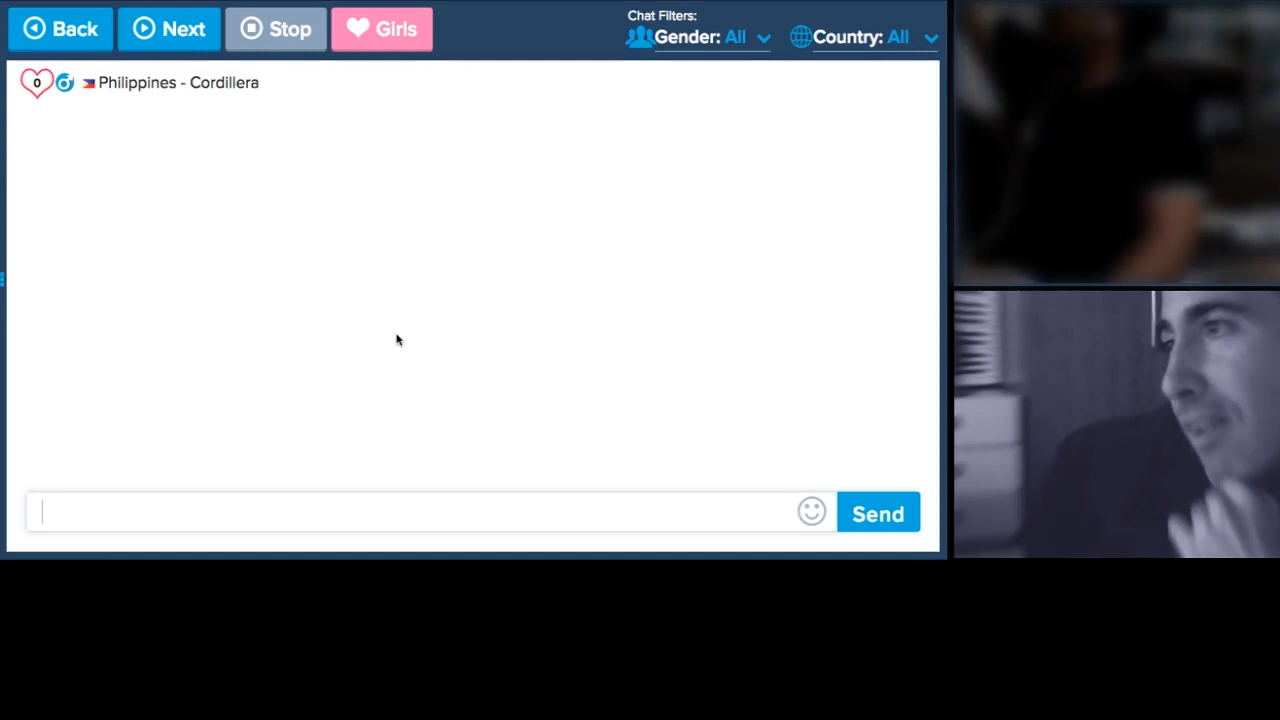 Back
Next
Stop
Girls
Chat Filters:
Gender: All
Country: All
0
Philippines - Cordillera
Send